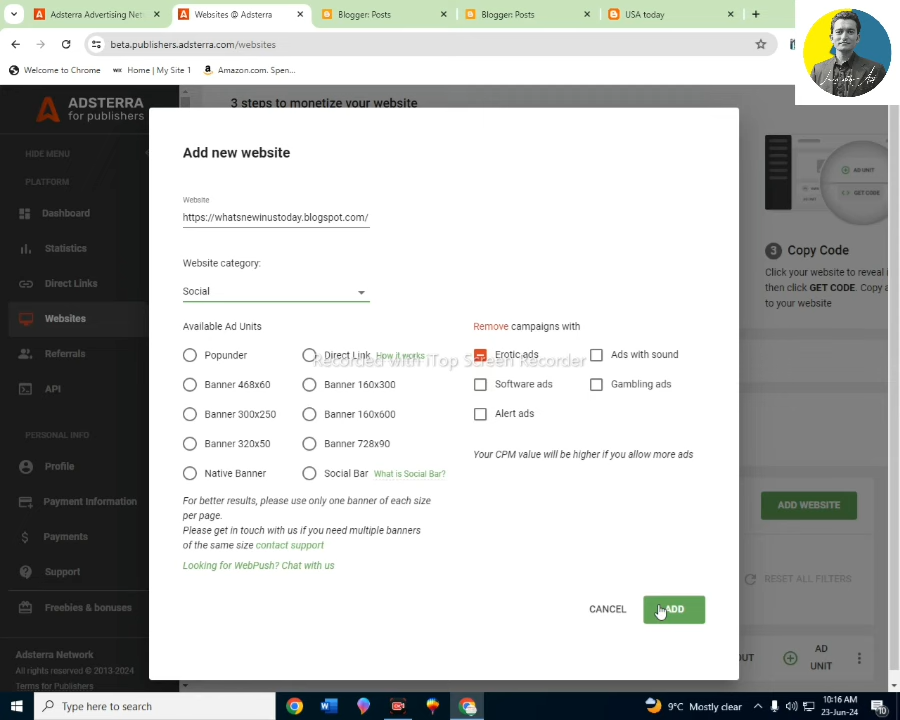 Adsterra Advertising Netw
Websites @ Adsterra
Blogger: Posts
Blogger: Posts
USA today
beta.publishers.adsterra.com/websites
Welcome to Chrome
Home | My Site 1
Amazon.com. Spen...
ADSTERRA
for publishers
3 steps to monetize your website
HIDE MENU
PLATFORM
Dashboard
Statistics
Direct Links
Websites
Referrals
API
PERSONAL INFO
Profile
Payment Information
Payments
Support
Freebies & bonuses
Adsterra Network
All rights reserved © 2013-2024
Terms for Publishers
Add new website
Website
https://whatsnewinustoday.blogspot.com/
Website category:
Social
Available Ad Units
Popunder
Direct Link How it works
Banner 468x60
Banner 160x300
Banner 300x250
Banner 160x600
Banner 320x50
Banner 728x90
Native Banner
Social Bar What is Social Bar?
For better results, please use only one banner of each size
per page.
Please get in touch with us if you need multiple banners
of the same size contact support
Looking for WebPush? Chat with us
Remove campaigns with
Erotic ads
Ads with sound
Software ads
Gambling ads
Alert ads
Your CPM value will be higher if you allow more ads
CANCEL
ADD
Recorded with iTop Screen Recorder
AD UNIT
GET CODE
3 Copy Code
Click your website to reveal
then click GET CODE. Copy a
to your website
ADD WEBSITE
RESET ALL FILTERS
OUT
AD
UNIT
Type here to search
9°C Mostly clear
10:16 AM
23-Jun-24
10